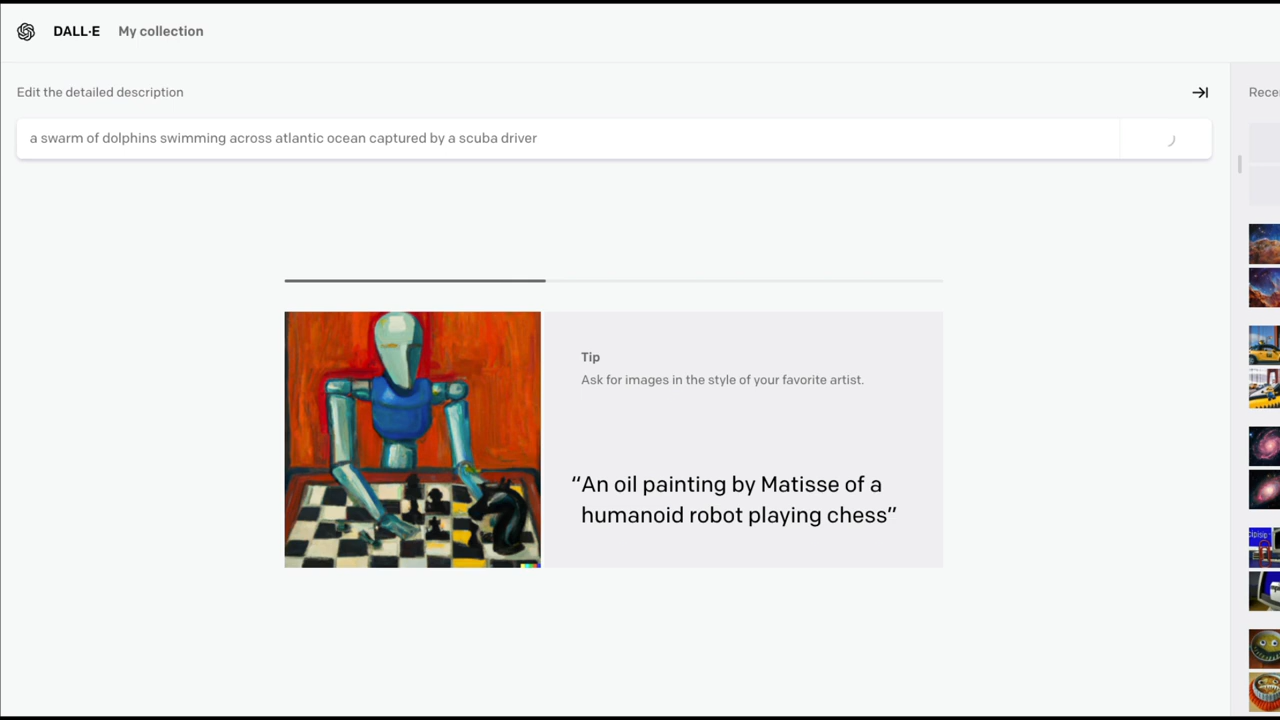 DALL·E My collection
Edit the detailed description
a swarm of dolphins swimming across atlantic ocean captured by a scuba driver
Tip
Ask for images in the style of your favorite artist.
“An oil painting by Matisse of a
humanoid robot playing chess”